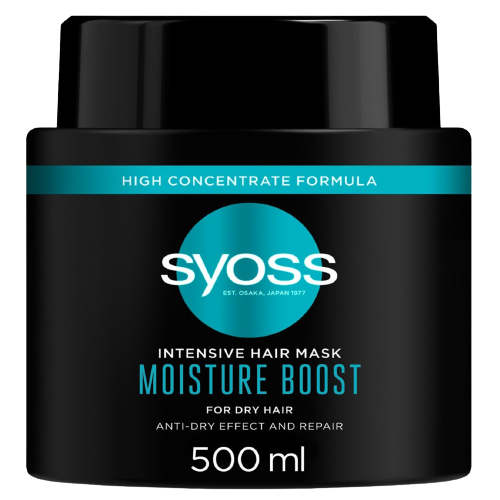 HIGH CONCENTRATE FORMULA
syoss
EST. OSAKA, JAPAN 1977
INTENSIVE HAIR MASK
MOISTURE BOOST
FOR DRY HAIR
ANTI-DRY EFFECT AND REPAIR
500 ml